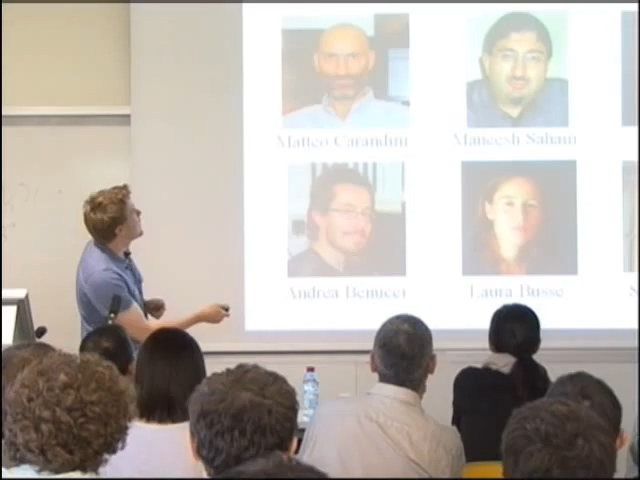 Matteo Carandini
Maneesh Sahani
Andrea Benucci
Laura Busse